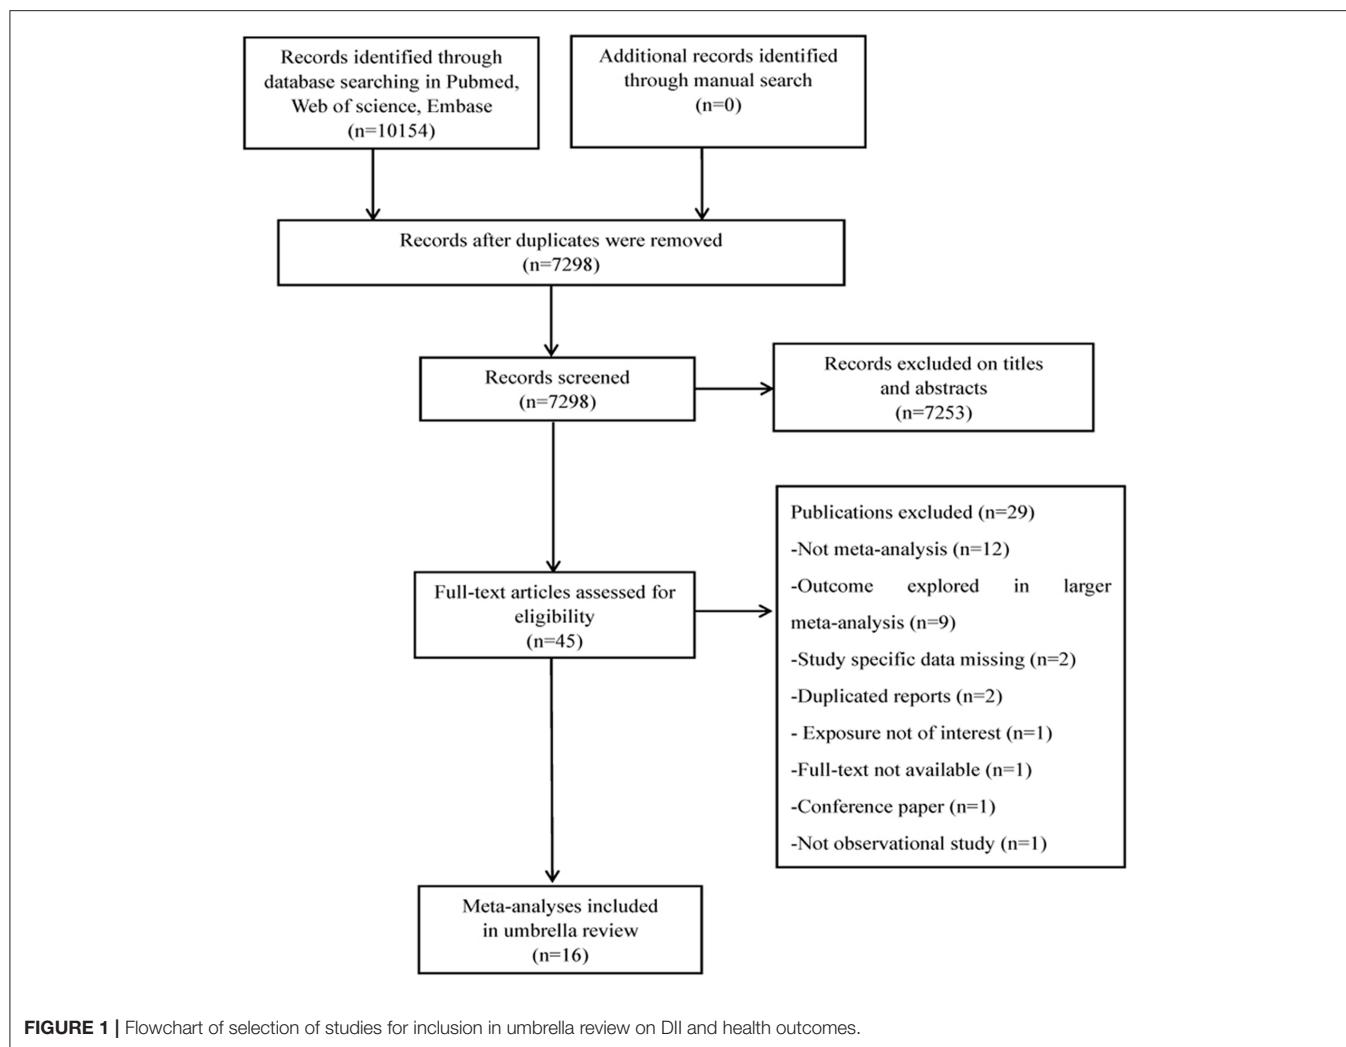 Records identified through
database searching in Pubmed,
Web of science, Embase
(n=10154)
Additional records identified
through manual search
(n=0)
Records after duplicates were removed
(n=7298)
Records screened
(n=7298)
Records excluded on titles
and abstracts
(n=7253)
Full-text articles assessed for
eligibility
(n=45)
Publications excluded (n=29)
-Not meta-analysis (n=12)
-Outcome explored in larger
meta-analysis (n=9)
-Study specific data missing (n=2)
-Duplicated reports (n=2)
- Exposure not of interest (n=1)
-Full-text not available (n=1)
-Conference paper (n=1)
-Not observational study (n=1)
Meta-analyses included
in umbrella review
(n=16)
FIGURE 1 | Flowchart of selection of studies for inclusion in umbrella review on DII and health outcomes.